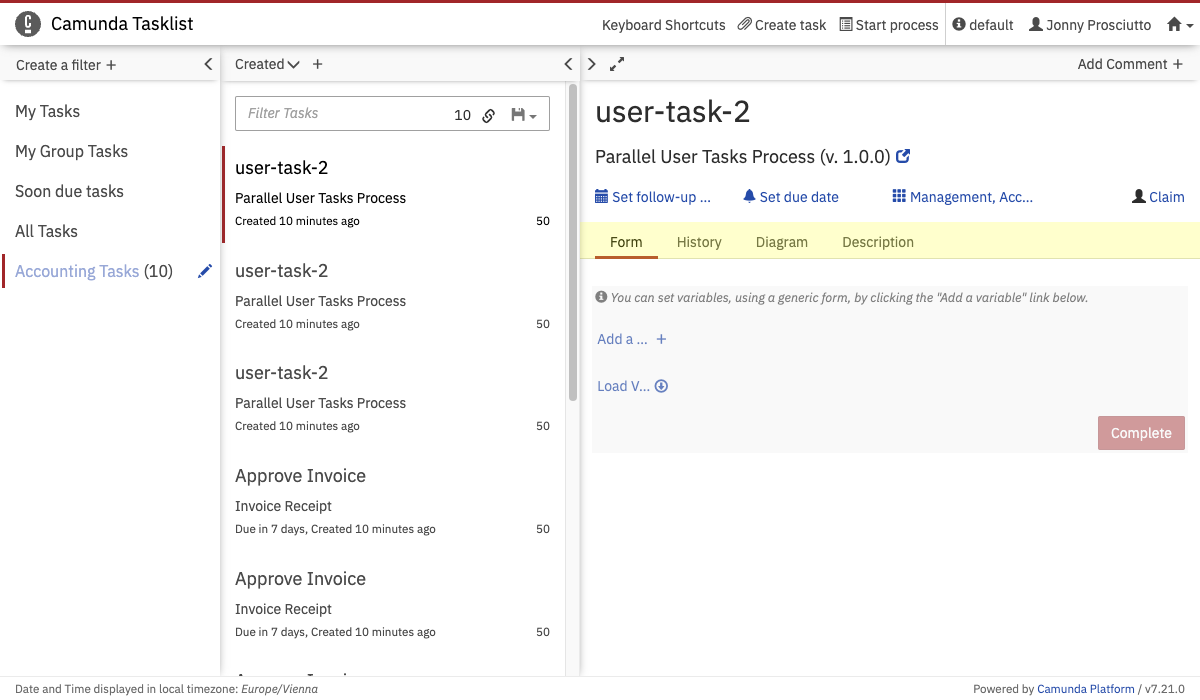 Camunda Tasklist
Keyboard Shortcuts Create task Start process default Jonny Prosciutto
Create a filter +
My Tasks
My Group Tasks
Soon due tasks
All Tasks
Accounting Tasks (10)
Created +
Filter Tasks 10
user-task-2
Parallel User Tasks Process
Created 10 minutes ago 50
user-task-2
Parallel User Tasks Process
Created 10 minutes ago 50
user-task-2
Parallel User Tasks Process
Created 10 minutes ago 50
Approve Invoice
Invoice Receipt
Due in 7 days, Created 10 minutes ago 50
Approve Invoice
Invoice Receipt
Due in 7 days, Created 10 minutes ago 50
Add Comment +
user-task-2
Parallel User Tasks Process (v. 1.0.0)
Set follow-up ... Set due date Management, Acc... Claim
Form History Diagram Description
You can set variables, using a generic form, by clicking the "Add a variable" link below.
Add a ... +
Load V...
Complete
Date and Time displayed in local timezone: Europe/Vienna
Powered by Camunda Platform / v7.21.0